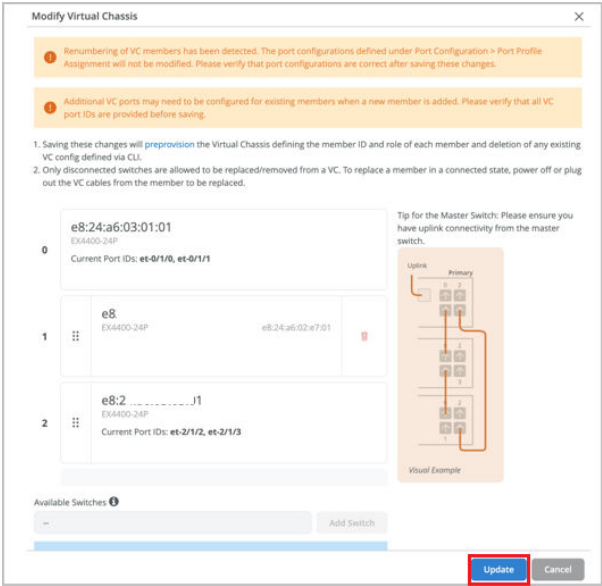 Modify Virtual Chassis
Renumbering of VC members has been detected. The port configurations defined under Port Configuration > Port Profile
Assignment will not be modified. Please verify that port configurations are correct after saving these changes.
Additional VC ports may need to be configured for existing members when a new member is added. Please verify that all VC
port IDs are provided before saving.
1. Saving these changes will preprovision the Virtual Chassis defining the member ID and role of each member and deletion of any existing
VC config defined via CLI.
2. Only disconnected switches are allowed to be replaced/removed from a VC. To replace a member in a connected state, power off or plug
out the VC cables from the member to be replaced.
0
e8:24:a6:03:01:01
EX4400-24P
Current Port IDs: et-0/1/0, et-0/1/1
1
e8
EX4400-24P
e8:24:a6:02:e7:01
2
e8:2
1
EX4400-24P
Current Port IDs: et-2/1/2, et-2/1/3
Tip for the Master Switch: Please ensure you
have uplink connectivity from the master
switch.
Uplink
Primary
0 2
2
3
2
1
Visual Example
Available Switches
--
Add Switch
Update
Cancel